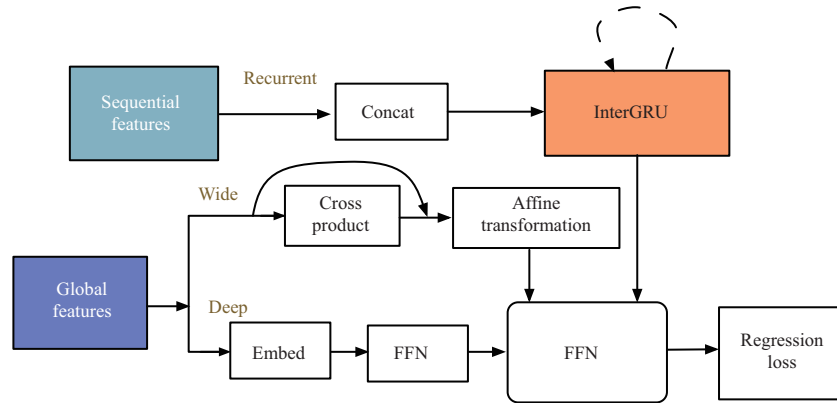 Recurrent
Sequential
features
Concat
InterGRU
Wide
Cross
product
Affine
transformation
Global
features
Deep
Embed
FFN
FFN
Regression
loss